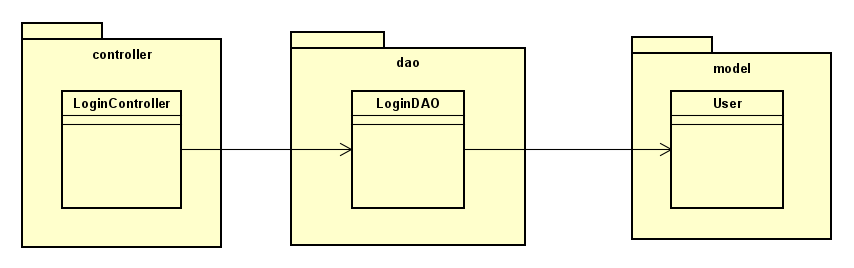 controller
LoginController
dao
LoginDAO
model
User